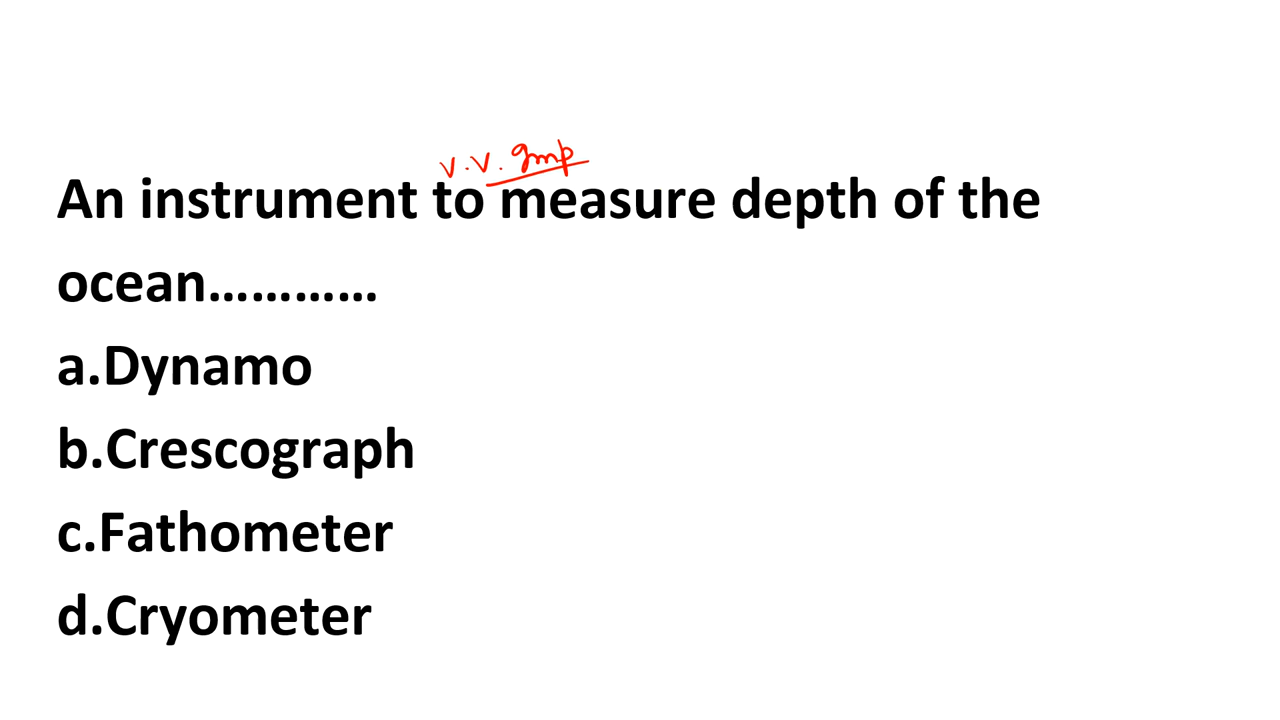 v.v. Imp
An instrument to measure depth of the
ocean…………
a.Dynamo
b.Crescograph
c.Fathometer
d.Cryometer